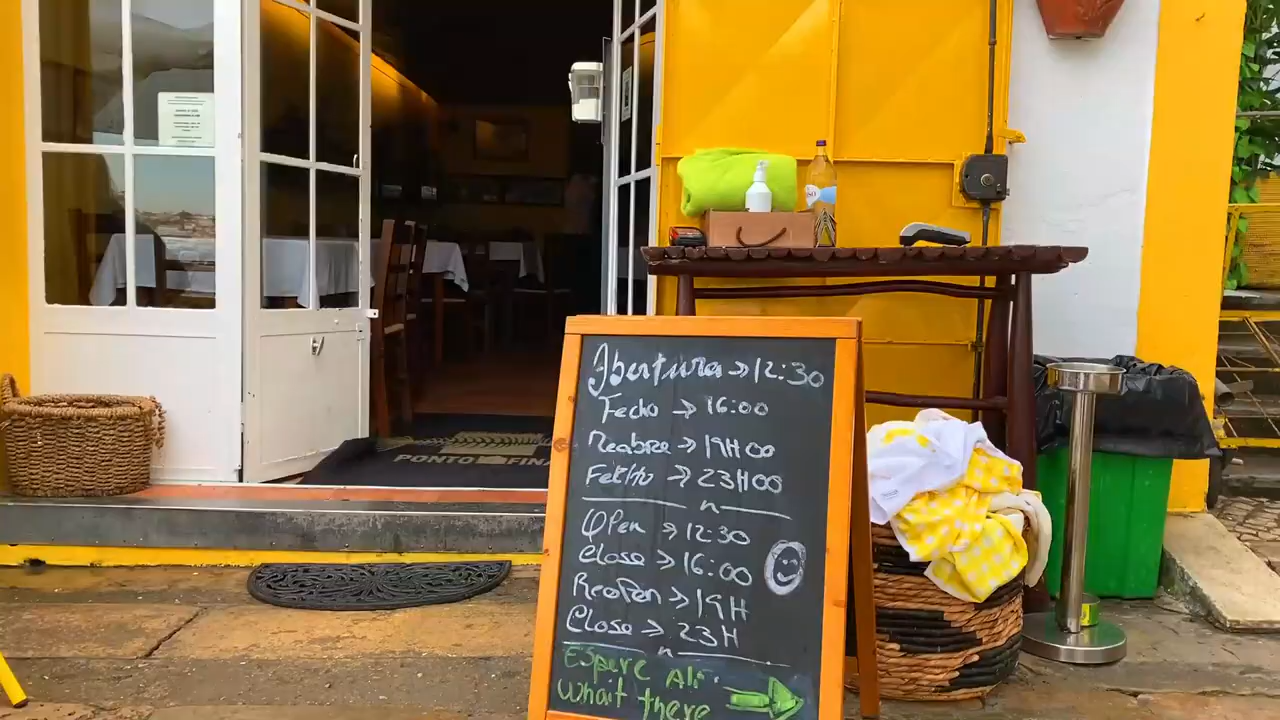 PONTO FINA
Abertura → 12:30
Fecho → 16:00
Reabre → 19H00
Fecho → 23H00
Open → 12:30
Close → 16:00
Reopen → 19H
Close → 23H
Espere Ali
Whait there →